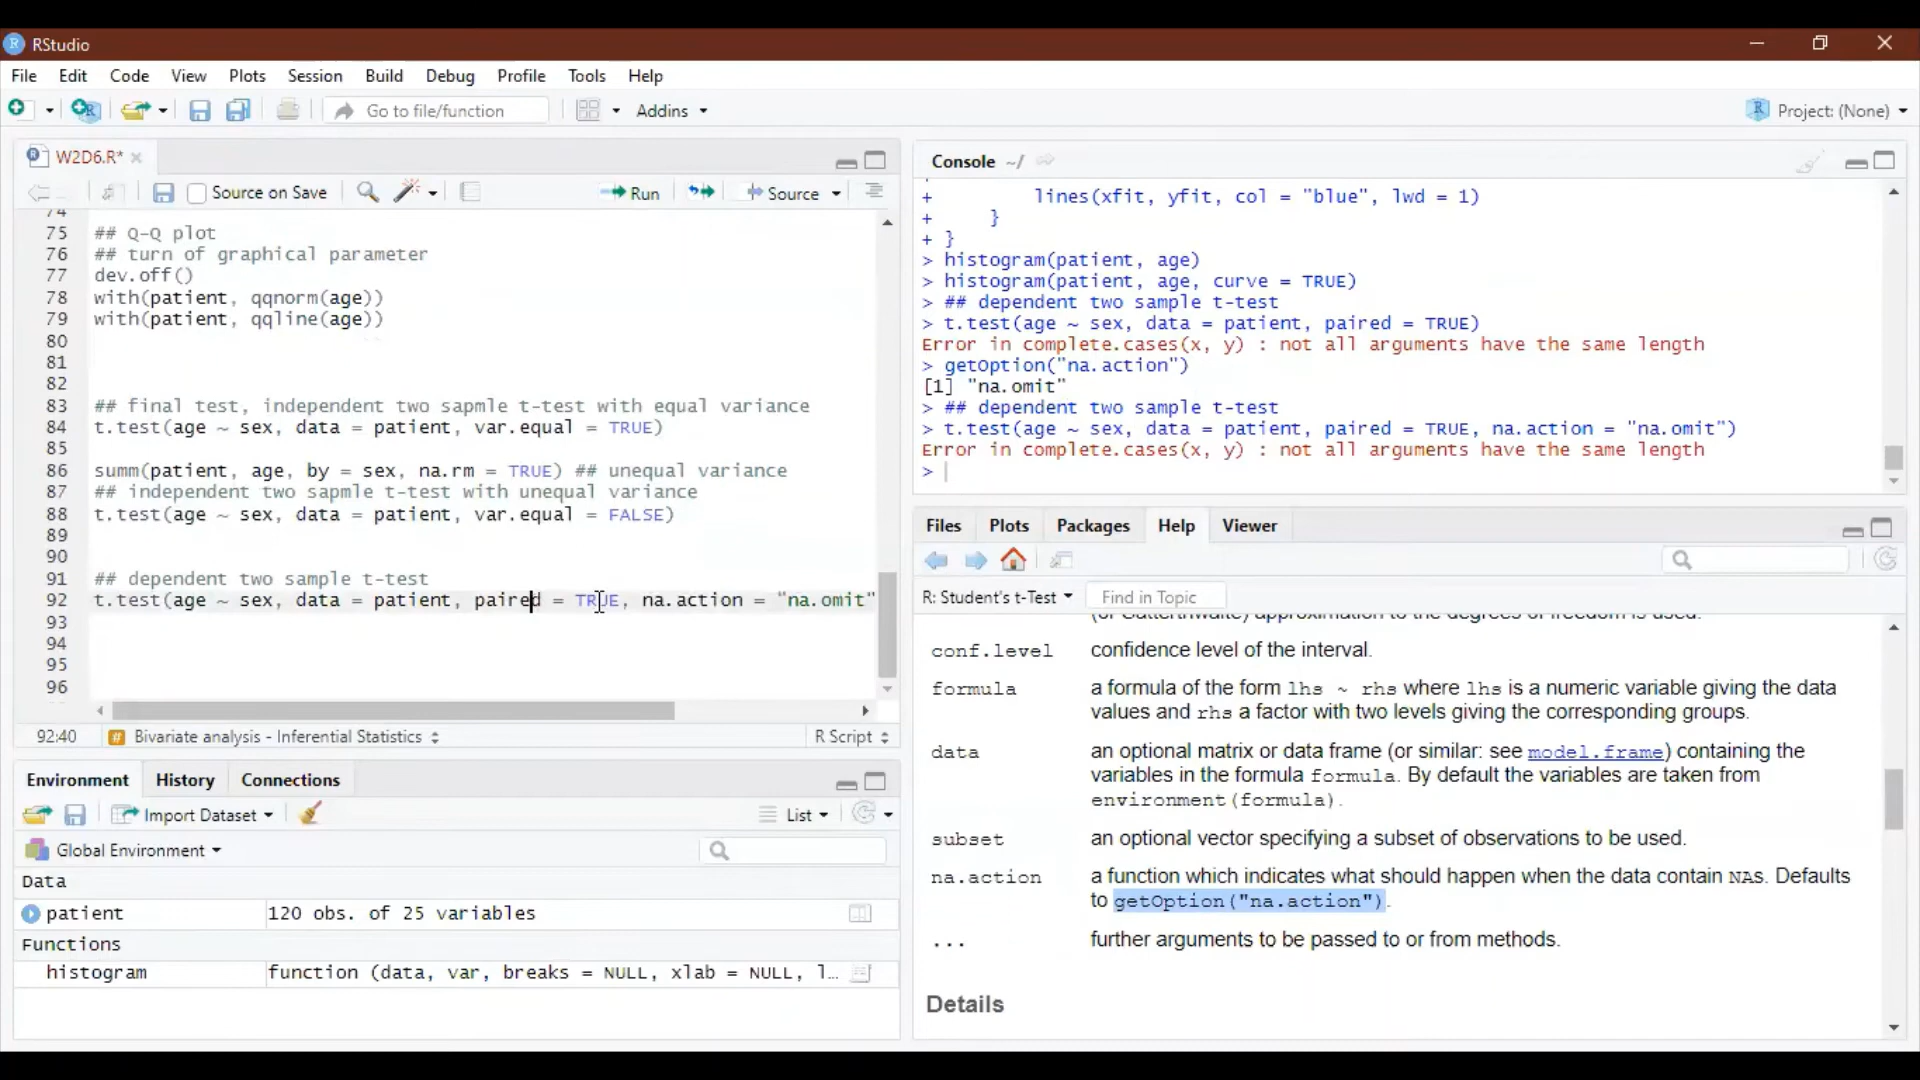 RStudio
File Edit Code View Plots Session Build Debug Profile Tools Help
Go to file/function Addins Project: (None)
W2D6.R*
Source on Save Run Source
74
75 ## Q-Q plot
76 ## turn of graphical parameter
77 dev.off()
78 with(patient, qqnorm(age))
79 with(patient, qqline(age))
80
81
82
83 ## final test, independent two sapmle t-test with equal variance
84 t.test(age ~ sex, data = patient, var.equal = TRUE)
85
86 summ(patient, age, by = sex, na.rm = TRUE) ## unequal variance
87 ## independent two sapmle t-test with unequal variance
88 t.test(age ~ sex, data = patient, var.equal = FALSE)
89
90
91 ## dependent two sample t-test
92 t.test(age ~ sex, data = patient, paired = TRUE, na.action = "na.omit"
93
94
95
96
92:40 # Bivariate analysis - Inferential Statistics R Script
Environment History Connections
Import Dataset List
Global Environment
Data
patient 120 obs. of 25 variables
Functions
histogram function (data, var, breaks = NULL, xlab = NULL, l…
Console ~/
+ lines(xfit, yfit, col = "blue", lwd = 1)
+ }
+ }
> histogram(patient, age)
> histogram(patient, age, curve = TRUE)
> ## dependent two sample t-test
> t.test(age ~ sex, data = patient, paired = TRUE)
Error in complete.cases(x, y) : not all arguments have the same length
> getOption("na.action")
[1] "na.omit"
> ## dependent two sample t-test
> t.test(age ~ sex, data = patient, paired = TRUE, na.action = "na.omit")
Error in complete.cases(x, y) : not all arguments have the same length
>
Files Plots Packages Help Viewer
R: Student's t-Test Find in Topic
(or Satterthwaite) approximation to the degrees of freedom is used.
conf.level confidence level of the interval.
formula a formula of the form lhs ~ rhs where lhs is a numeric variable giving the data
values and rhs a factor with two levels giving the corresponding groups.
data an optional matrix or data frame (or similar: see model.frame) containing the
variables in the formula formula. By default the variables are taken from
environment(formula).
subset an optional vector specifying a subset of observations to be used.
na.action a function which indicates what should happen when the data contain NAs. Defaults
to getOption("na.action").
... further arguments to be passed to or from methods.
Details